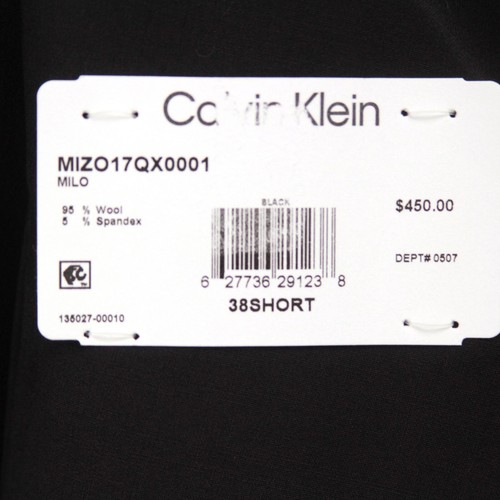 Calvin Klein
MIZO17QX0001
MILO
95 % Wool
5 % Spandex
BLACK
$450.00
DEPT# 0507
6 27736 29123 8
38SHORT
135027-00010